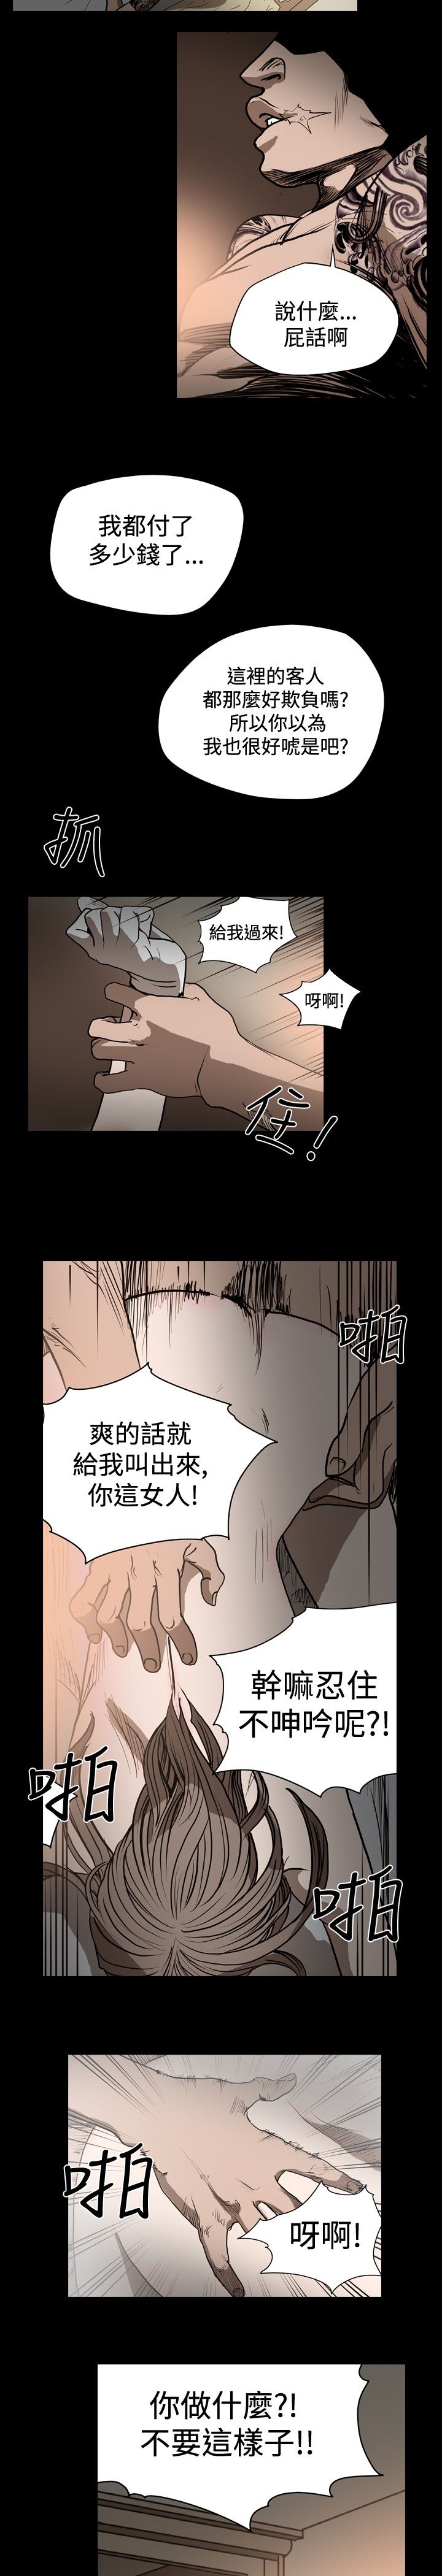 說什麼...
屁話啊
我都付了
多少錢了...
這裡的客人
都那麼好欺負嗎?
所以你以為
我也很好唬是吧?
抓
給我過來!
呀啊!
住!
啪
爽的話就
給我叫出來,
你這女人!
幹嘛忍住
不呻吟呢?!
啪
啪
啪
呀啊!
你做什麼?!
不要這樣子!!